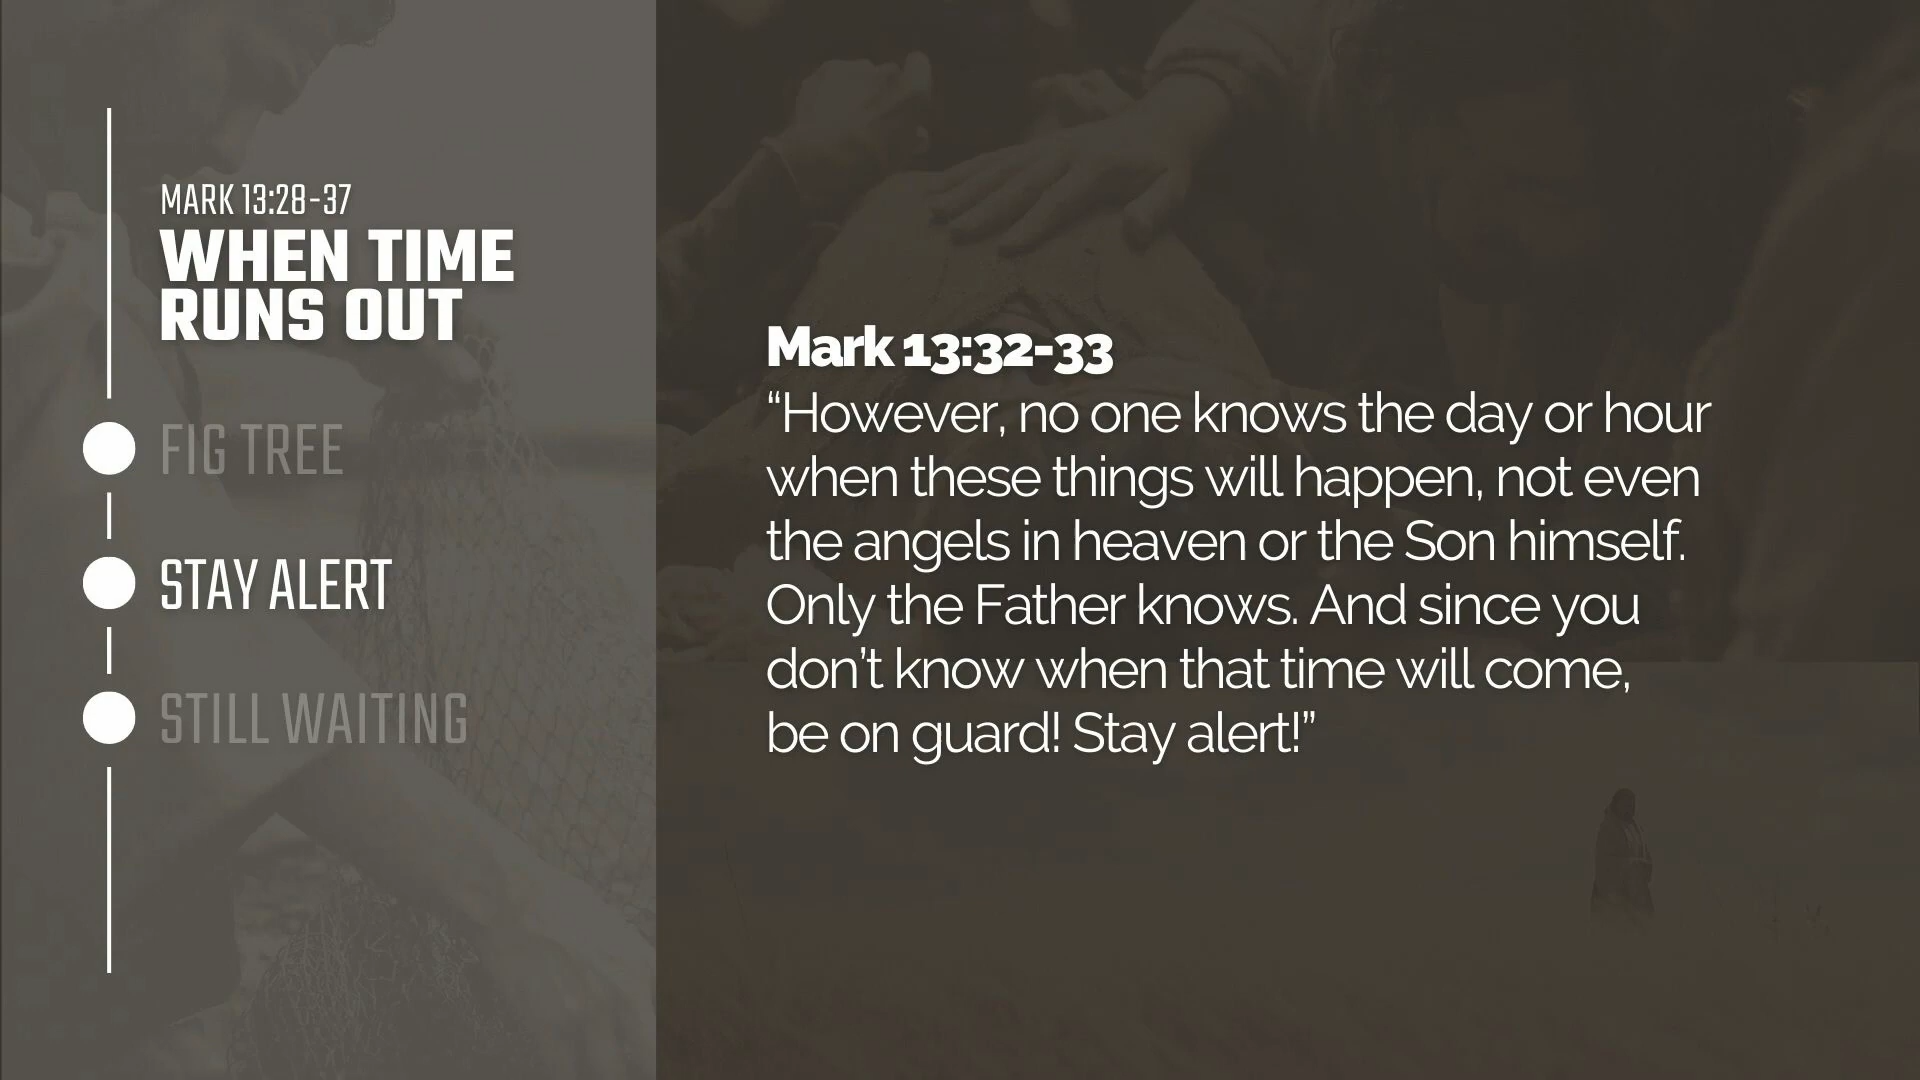 MARK 13:28-37
WHEN TIME
RUNS OUT
FIG TREE
STAY ALERT
STILL WAITING
Mark 13:32-33
“However, no one knows the day or hour
when these things will happen, not even
the angels in heaven or the Son himself.
Only the Father knows. And since you
don’t know when that time will come,
be on guard! Stay alert!”